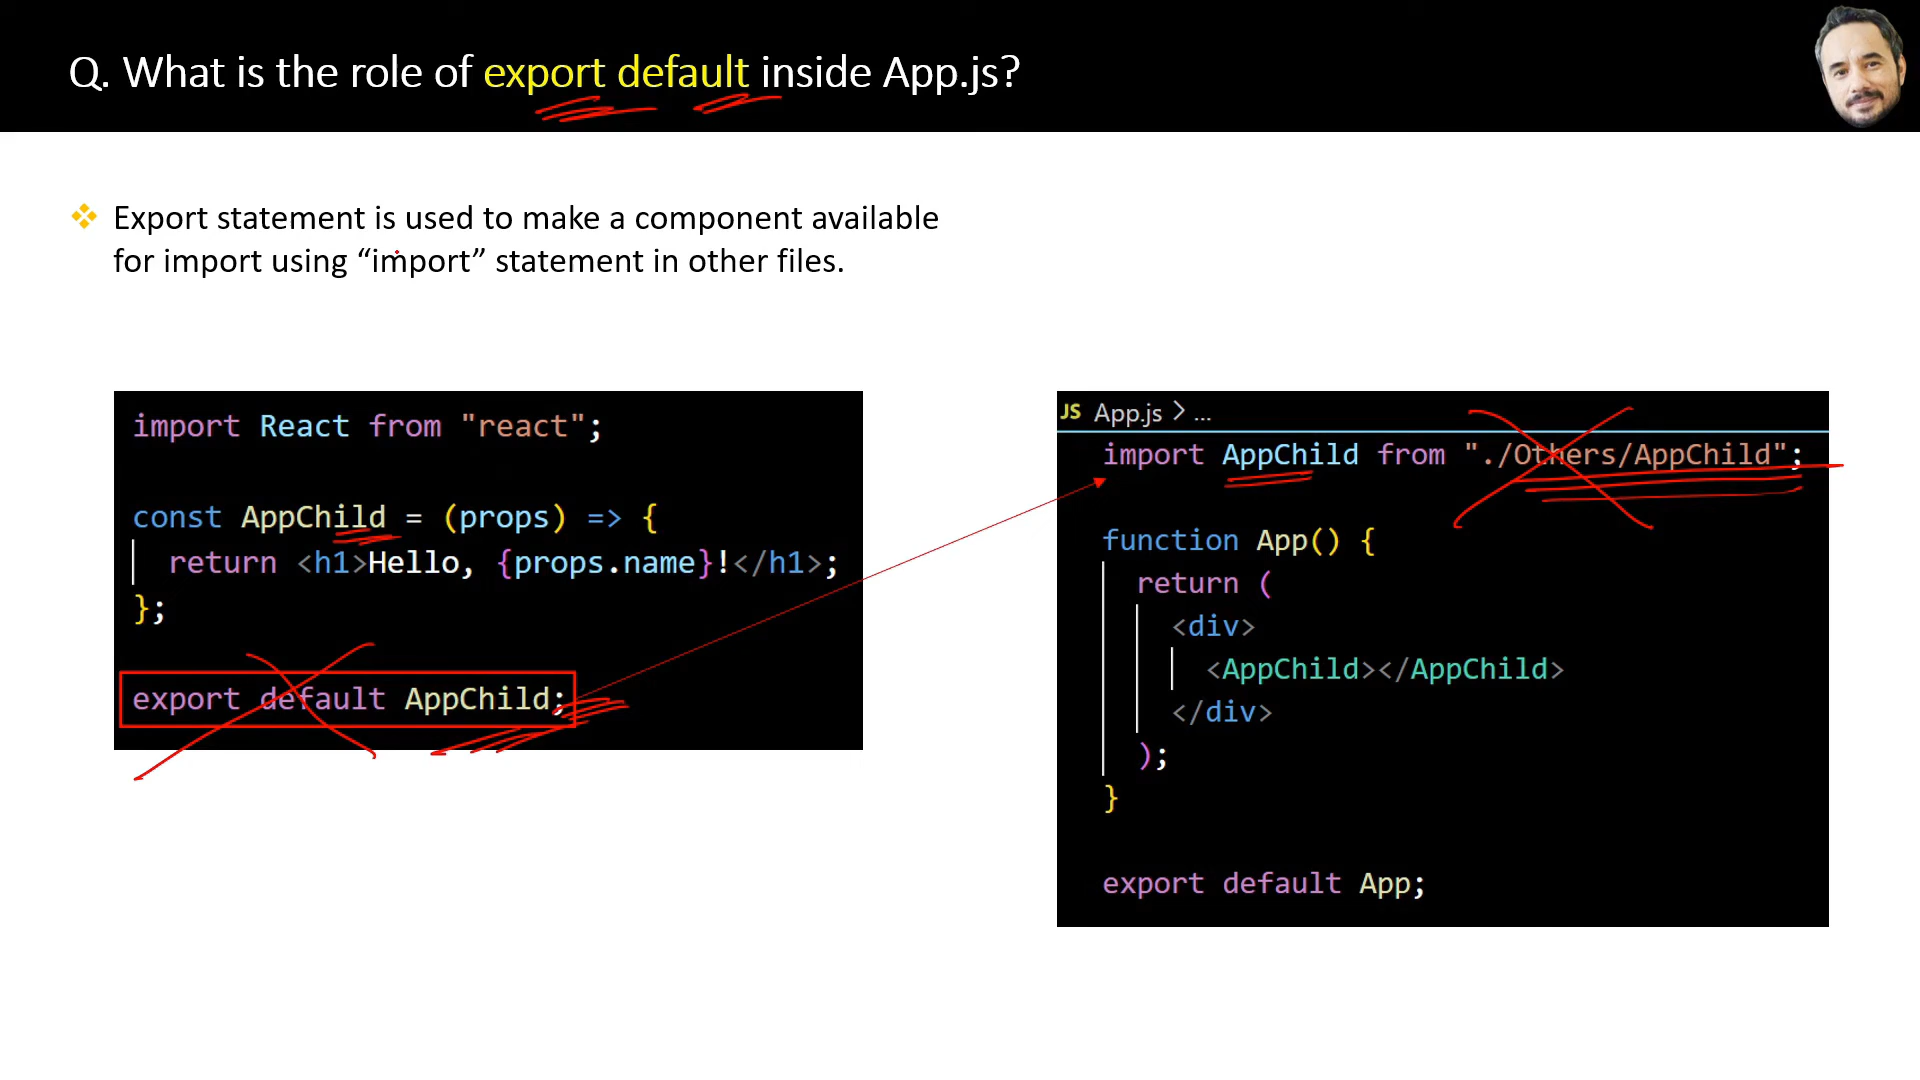 Q. What is the role of export default inside App.js?
Export statement is used to make a component available
for import using “import” statement in other files.
import React from "react";
const AppChild = (props) => {
return <h1>Hello, {props.name}!</h1>;
};
export default AppChild;
JS App.js > ...
import AppChild from "./Others/AppChild";
function App() {
return (
<div>
<AppChild></AppChild>
</div>
);
}
export default App;